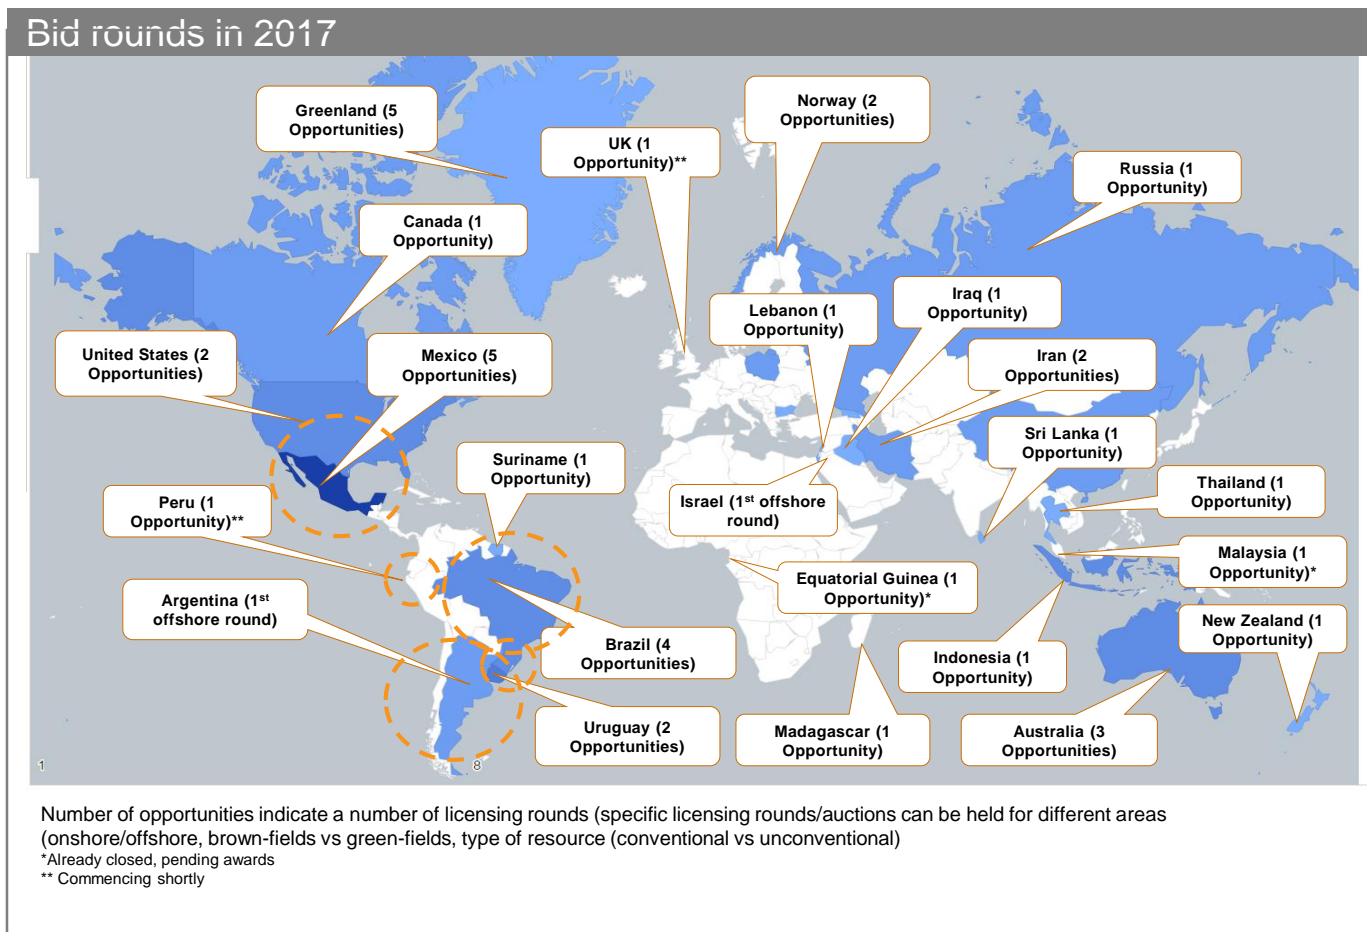 Bid rounds in 2017
Greenland (5
Opportunities)
Norway (2
Opportunities)
UK (1
Opportunity)**
Russia (1
Opportunity)
Canada (1
Opportunity)
Lebanon (1
Opportunity)
Iraq (1
Opportunity)
United States (2
Opportunities)
Mexico (5
Opportunities)
Iran (2
Opportunities)
Sri Lanka (1
Opportunity)
Suriname (1
Opportunity)
Thailand (1
Opportunity)
Peru (1
Opportunity)**
Israel (1st offshore
round)
Malaysia (1
Opportunity)*
Equatorial Guinea (1
Opportunity)*
Argentina (1st
offshore round)
New Zealand (1
Opportunity)
Brazil (4
Opportunities)
Indonesia (1
Opportunity)
Uruguay (2
Opportunities)
Madagascar (1
Opportunity)
Australia (3
Opportunities)
1
8
Number of opportunities indicate a number of licensing rounds (specific licensing rounds/auctions can be held for different areas
(onshore/offshore, brown-fields vs green-fields, type of resource (conventional vs unconventional)
*Already closed, pending awards
** Commencing shortly